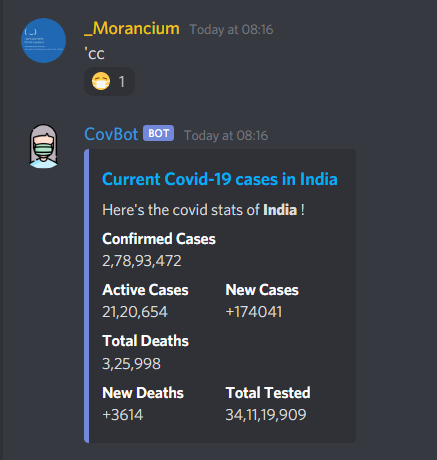 _Morancium Today at 08:16
'cc
1
CovBot BOT Today at 08:16
Current Covid-19 cases in India
Here's the covid stats of India !
Confirmed Cases
2,78,93,472
Active Cases New Cases
21,20,654 +174041
Total Deaths
3,25,998
New Deaths Total Tested
+3614 34,11,19,909